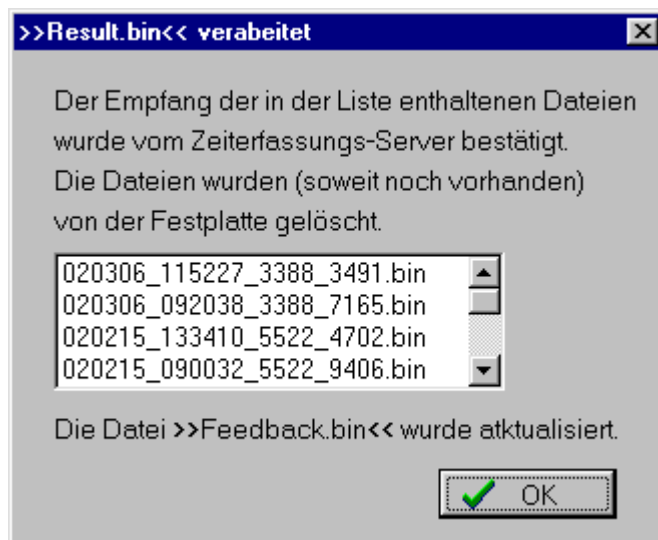 >>Result.bin<< verabeitet
Der Empfang der in der Liste enthaltenen Dateien
wurde vom Zeiterfassungs-Server bestätigt.
Die Dateien wurden (soweit noch vorhanden)
von der Festplatte gelöscht.
020306_115227_3388_3491.bin
020306_092038_3388_7165.bin
020215_133410_5522_4702.bin
020215_090032_5522_9406.bin
Die Datei >>Feedback.bin<< wurde atktualisiert.
OK